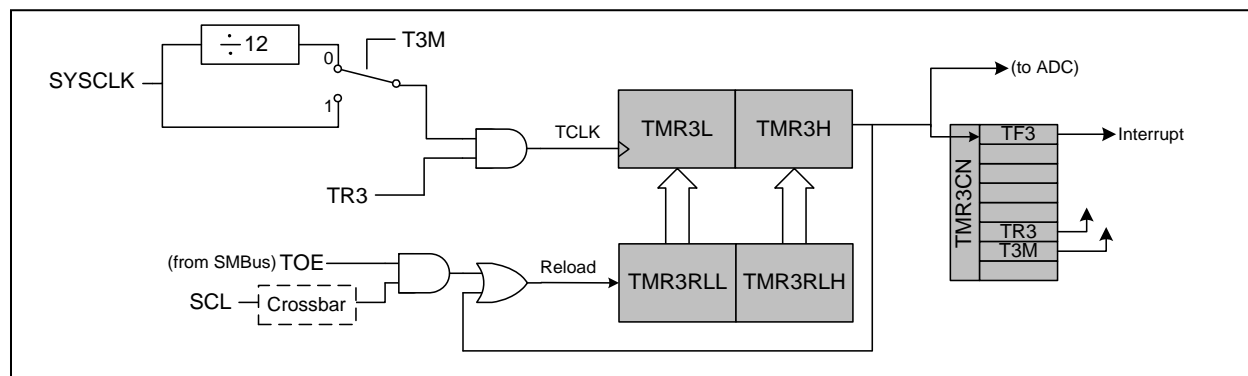 ÷ 12
T3M
0
SYSCLK
1
TR3
TCLK
TMR3L
TMR3H
(to ADC)
TF3
Interrupt
TMR3CN
TR3
T3M
(from SMBus) TOE
SCL
Crossbar
Reload
TMR3RLL
TMR3RLH